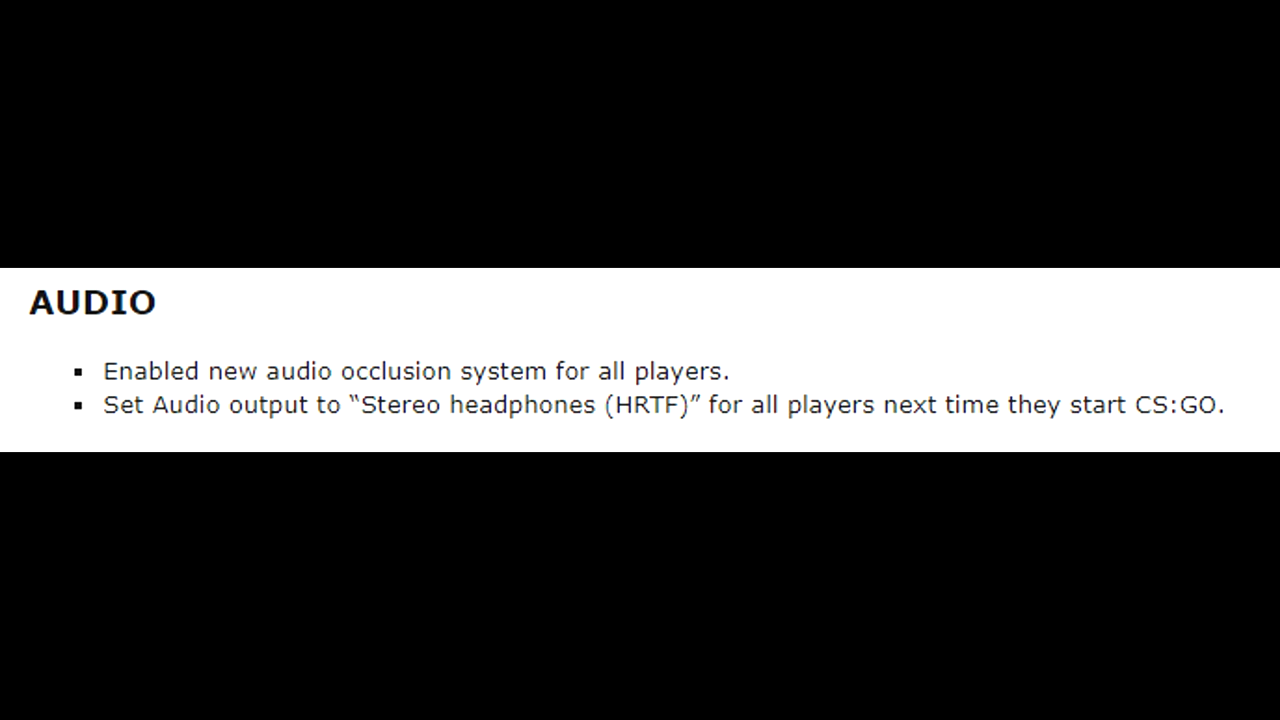 AUDIO
▪ Enabled new audio occlusion system for all players.
▪ Set Audio output to “Stereo headphones (HRTF)” for all players next time they start CS:GO.